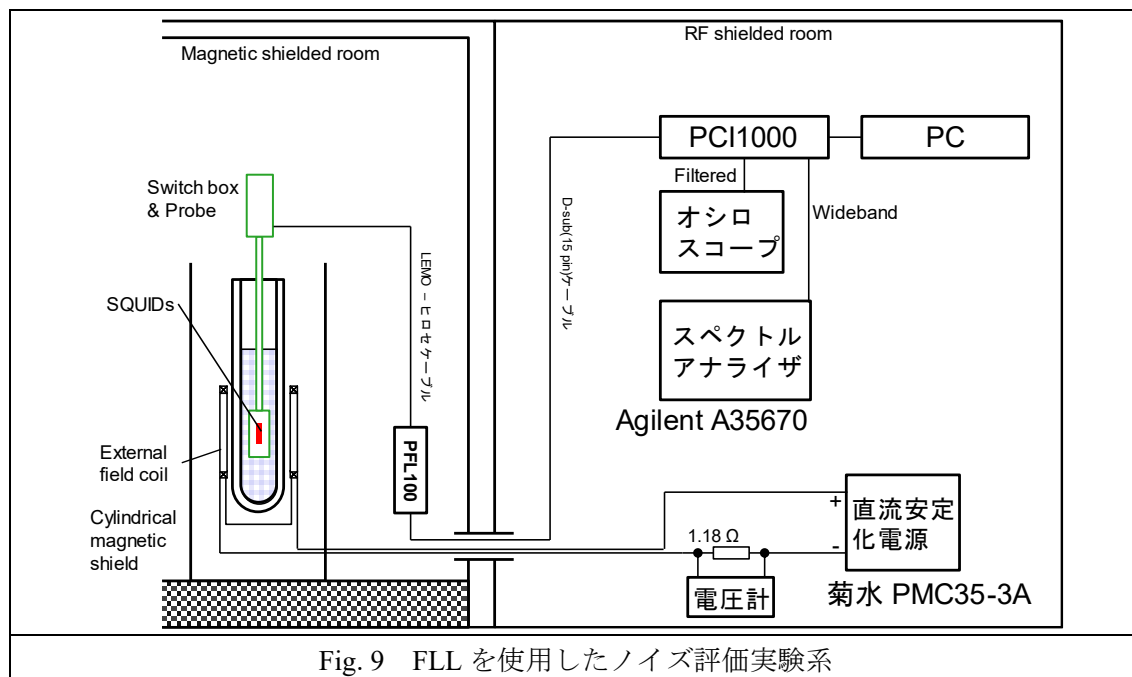 Magnetic shielded room
RF shielded room
PCI1000
PC
Filtered
Wideband
オシロ
スコープ
スペクトル
アナライザ
Agilent A35670
Switch box
& Probe
SQUIDs
LEMO – ヒロセケーブル
D-sub(15 pin)ケーブル
PFL100
External
field coil
Cylindrical
magnetic
shield
1.18 Ω
電圧計
+
-
直流安定
化電源
菊水 PMC35-3A
Fig. 9 FLL を使用したノイズ評価実験系